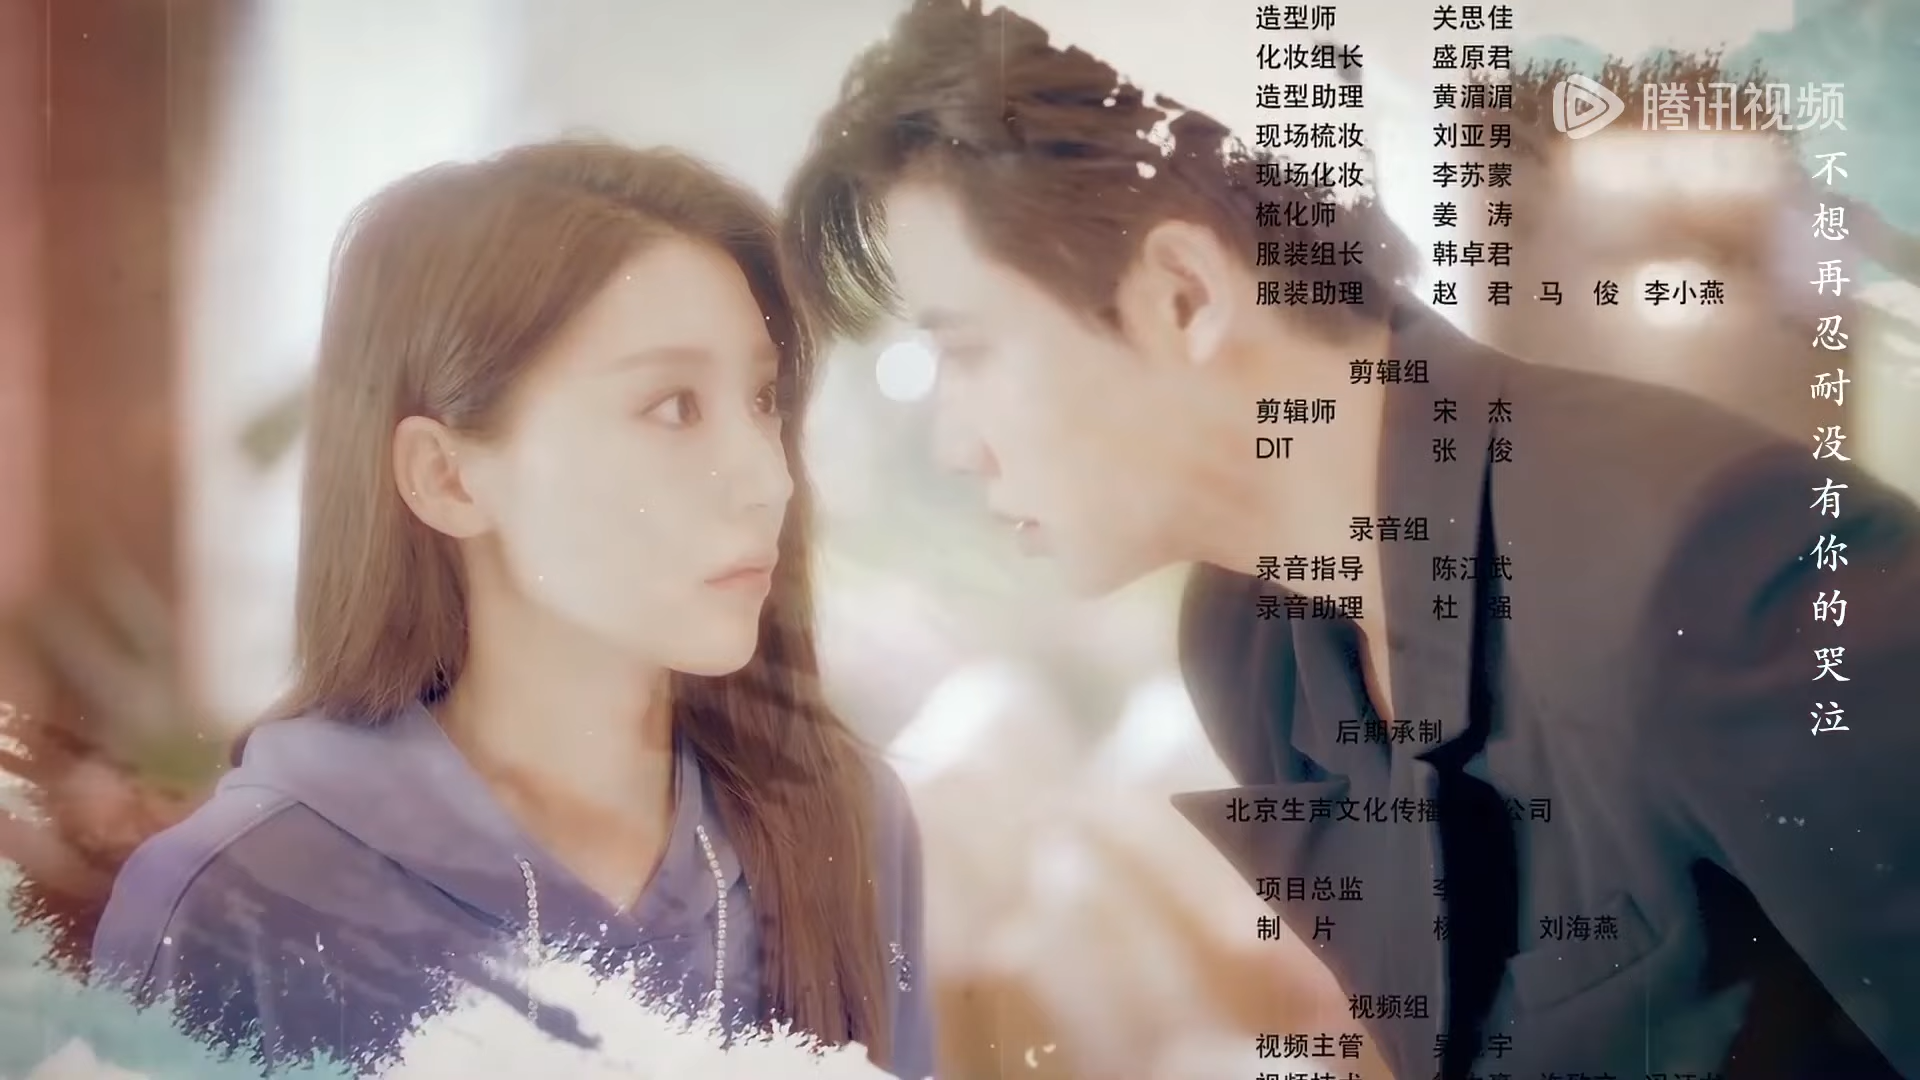 造型师 关思佳
化妆组长 盛原君
造型助理 黄湄湄
现场梳妆 刘亚男
现场化妆 李苏蒙
梳化师 姜 涛
服装组长 韩卓君
服装助理 赵 君 马 俊 李小燕
剪辑组
剪辑师 宋 杰
DIT 张 俊
录音组
录音指导 陈江武
录音助理 杜 强
后期承制
北京生声文化传播 公司
项目总监 李
制 片 杨 刘海燕
视频组
视频主管 吴 宇
腾讯视频
不想再忍耐没有你的哭泣